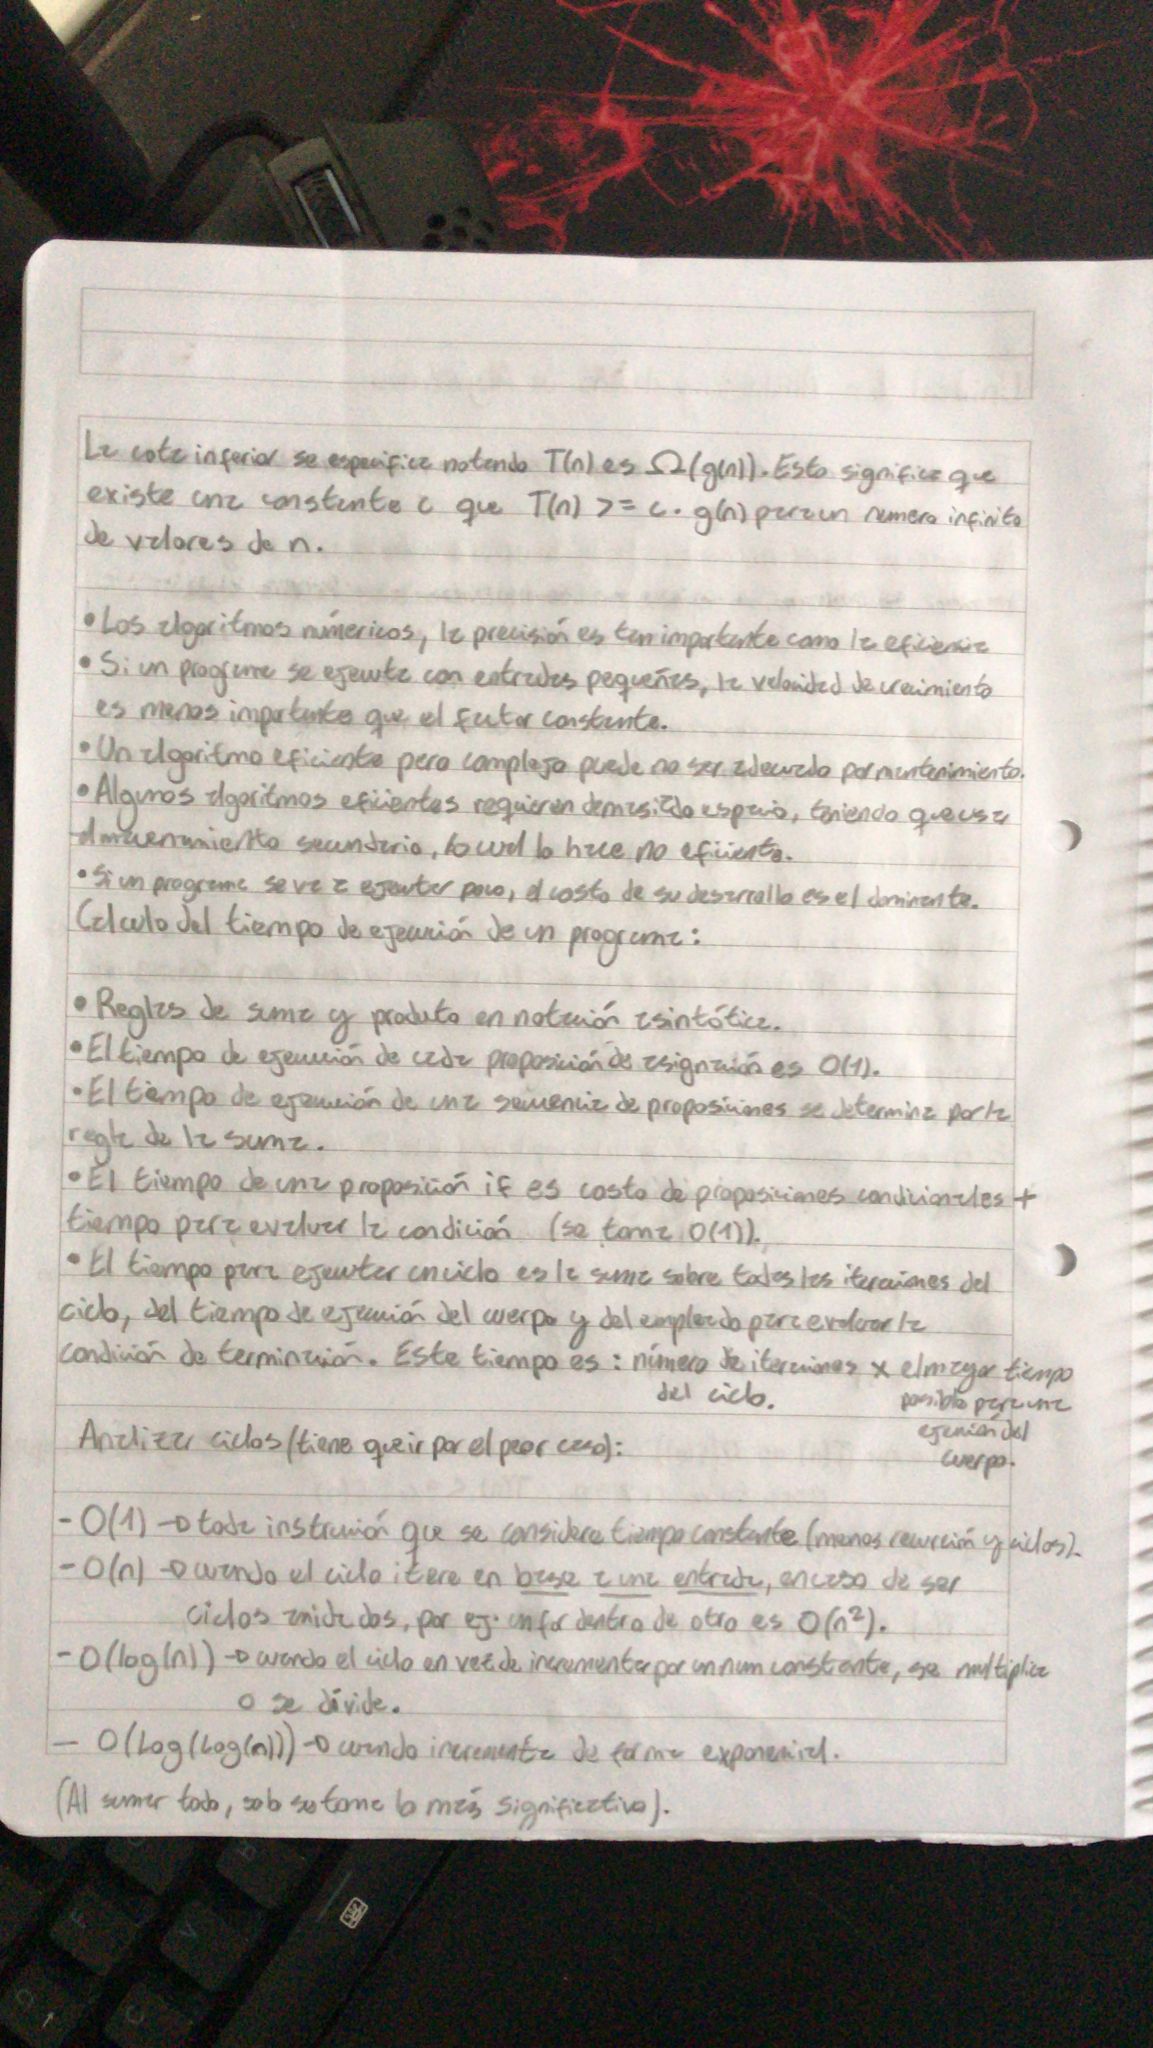 La cota inferior se especifica notando T(n) es Ω(g(n)). Esto significa que
existe una constante c que T(n) >= c. g(n) para un numero infinito
de valores de n.
• Los algoritmos númericos, la precisión es tan importante como la eficiencia
• Si un programa se ejecuta con entradas pequeñas, la velocidad de crecimiento
es menos importante que el factor constante.
• Un algoritmo eficiente pero complejo puede no ser adecuado por mantenimiento.
• Algunos algoritmos eficientes requieren demasiado espacio, teniendo que usar
almacenamiento secundario, lo cual lo hace no eficiente.
• Si un programa se va a ejecutar poco, el costo de su desarrollo es el dominante.
Calculo del tiempo de ejecución de un programa:
• Reglas de suma y producto en notación asintótica.
• El tiempo de ejecución de cada proposición de asignación es O(1).
• El tiempo de ejecución de una secuencia de proposiciones se determina por la
regla de la suma.
• El tiempo de una proposición if es costo de proposiciones condicionales +
tiempo para evaluar la condición (se toma O(1)).
• El tiempo para ejecutar un ciclo es la suma sobre todas las iteraciones del
ciclo, del tiempo de ejecución del cuerpo y del empleado para evaluar la
condición de terminación. Este tiempo es: número de iteraciones x el mayor tiempo
del ciclo. posible para una
ejecución del
cuerpo.
Analizar ciclos (tiene que ir por el peor caso):
- O(1) → toda instrucción que se considera tiempo constante (menos recurción y ciclos).
- O(n) → cuando el ciclo itere en base a una entrada, en caso de ser
ciclos anidados, por ej. un for dentro de otro es O(n²).
- O(log(n)) → cuando el ciclo en vez de incrementar por un num constante, se multiplica
o se divide.
- O(Log(Log(n))) → cuando incrementa de forma exponencial.
(Al sumar todo, solo se toma lo más significativo).